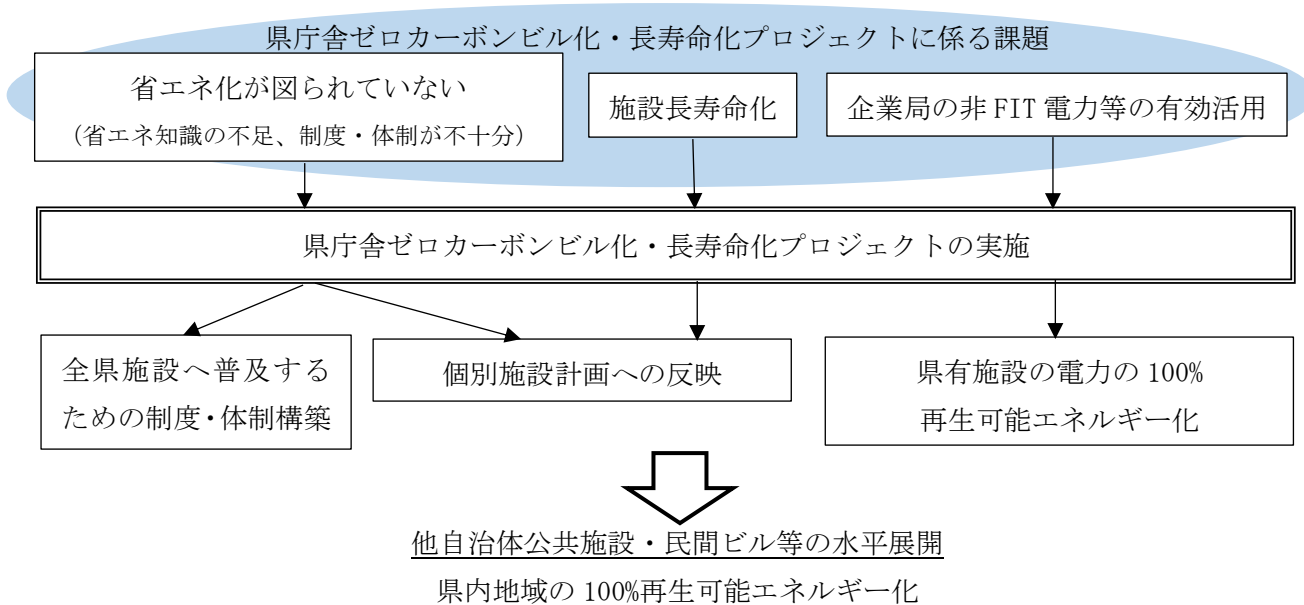 県庁舎ゼロカーボンビル化・長寿命化プロジェクトに係る課題
省エネ化が図られていない
（省エネ知識の不足、制度・体制が不十分）
施設長寿命化
企業局の非 FIT 電力等の有効活用
県庁舎ゼロカーボンビル化・長寿命化プロジェクトの実施
全県施設へ普及する
ための制度・体制構築
個別施設計画への反映
県有施設の電力の 100%
再生可能エネルギー化
他自治体公共施設・民間ビル等の水平展開
県内地域の 100%再生可能エネルギー化